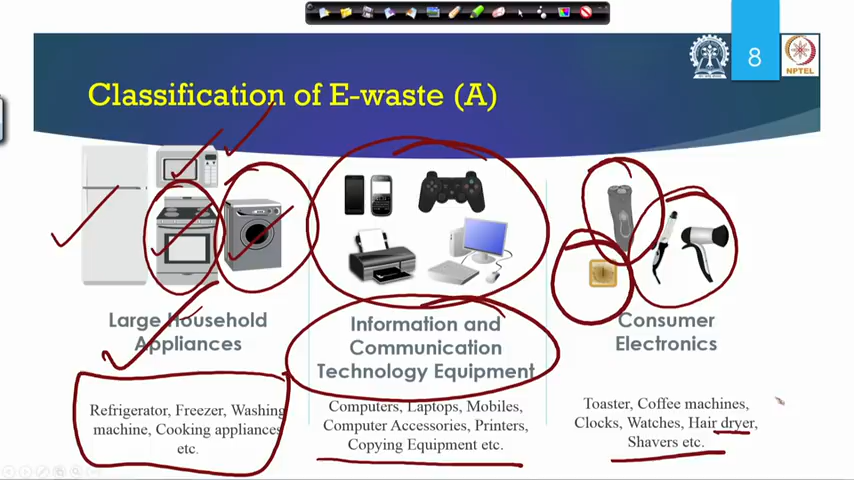 8
NPTEL
Classification of E-waste (A)
Large Household
Appliances
Information and
Communication
Technology Equipment
Consumer
Electronics
Refrigerator, Freezer, Washing
machine, Cooking appliances
etc.
Computers, Laptops, Mobiles,
Computer Accessories, Printers,
Copying Equipment etc.
Toaster, Coffee machines,
Clocks, Watches, Hair dryer,
Shavers etc.